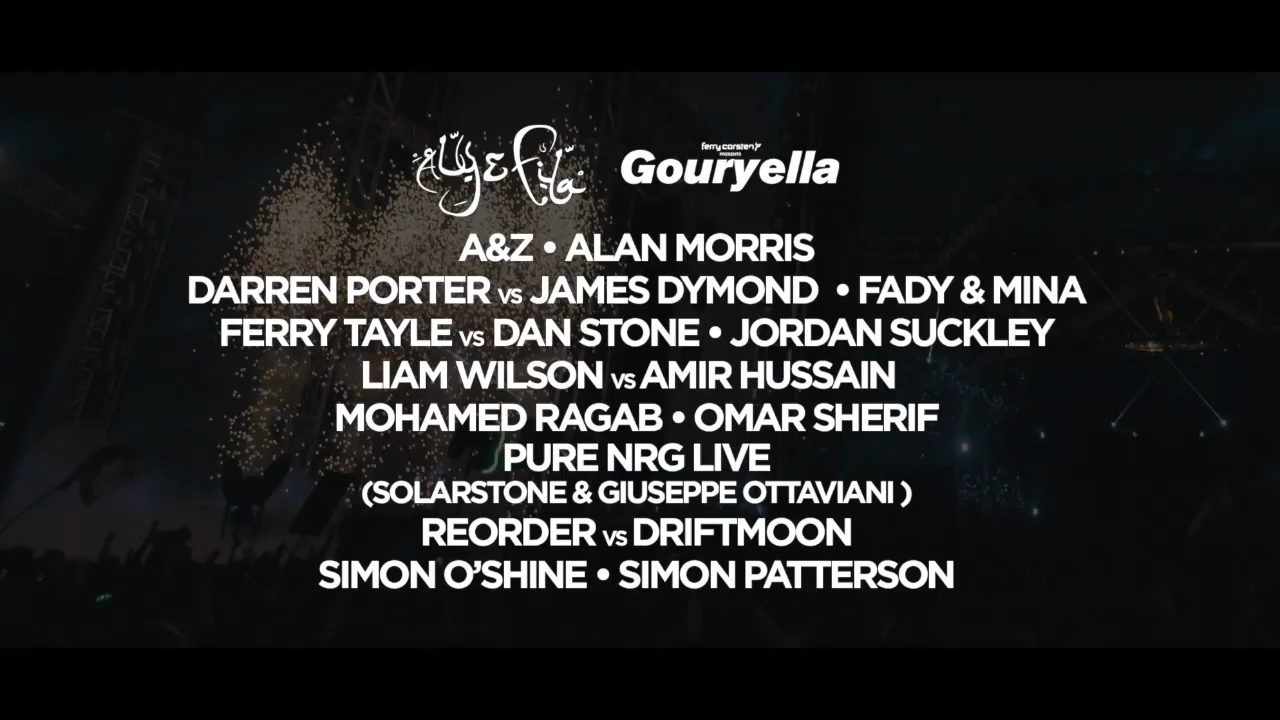 aly & fila
ferry corsten
PRESENTS
Gouryella
A&Z • ALAN MORRIS
DARREN PORTER vs JAMES DYMOND • FADY & MINA
FERRY TAYLE vs DAN STONE • JORDAN SUCKLEY
LIAM WILSON vs AMIR HUSSAIN
MOHAMED RAGAB • OMAR SHERIF
PURE NRG LIVE
(SOLARSTONE & GIUSEPPE OTTAVIANI )
REORDER vs DRIFTMOON
SIMON O’SHINE • SIMON PATTERSON